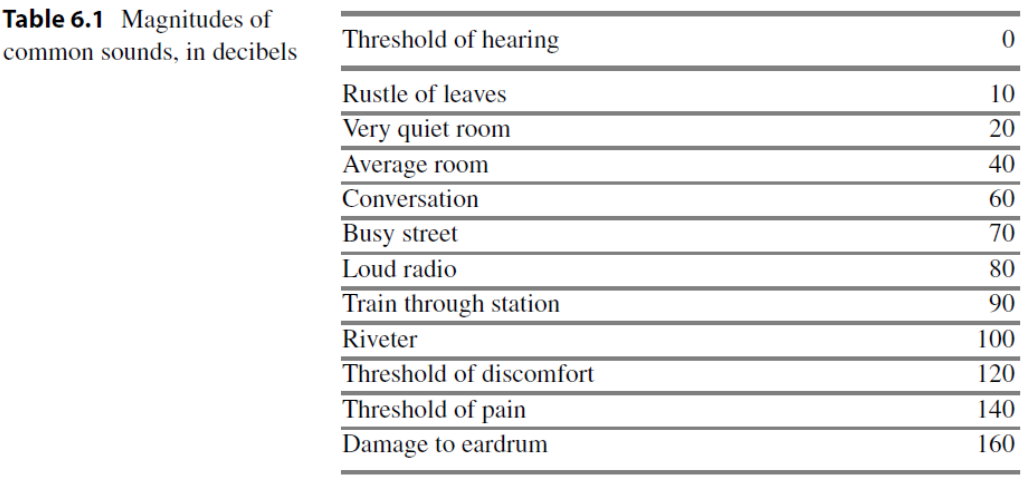 Table 6.1 Magnitudes of
common sounds, in decibels
Threshold of hearing 0
Rustle of leaves 10
Very quiet room 20
Average room 40
Conversation 60
Busy street 70
Loud radio 80
Train through station 90
Riveter 100
Threshold of discomfort 120
Threshold of pain 140
Damage to eardrum 160